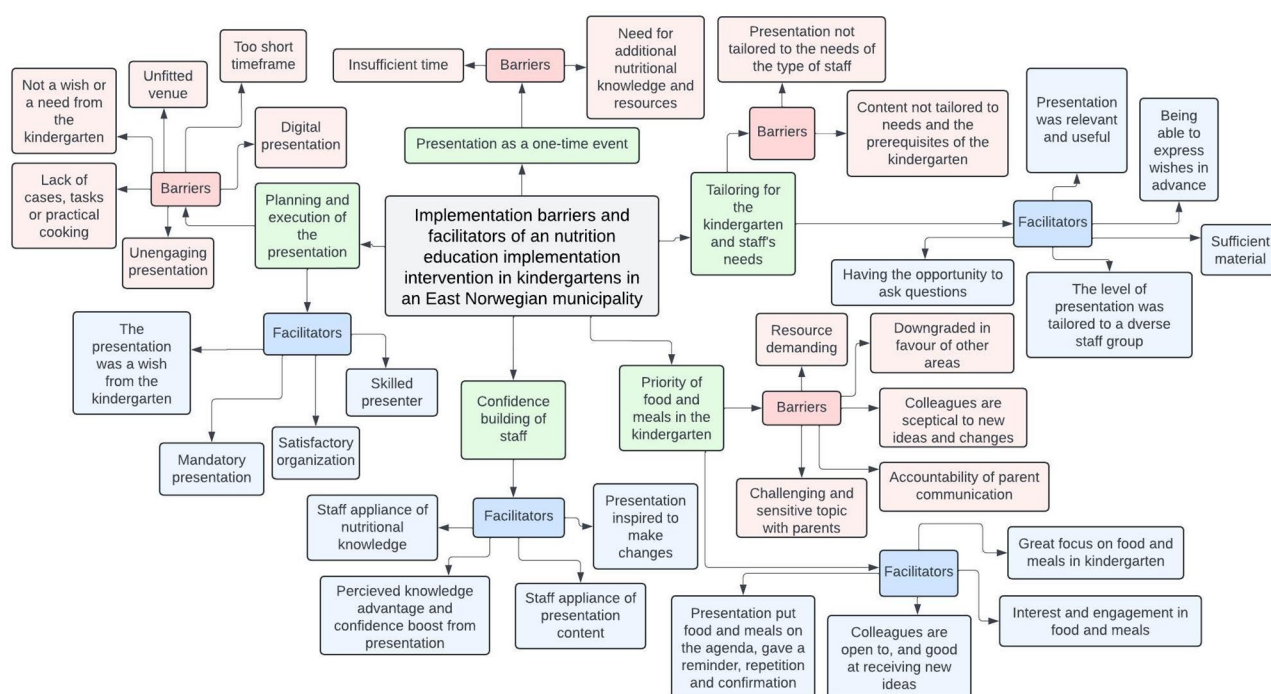 Too short
timeframe
Unfitted
venue
Not a wish or
a need from
the
kindergarten
Digital
presentation
Lack of
cases, tasks
or practical
cooking
Barriers
Unengaging
presentation
Planning and
execution of
the
presentation
Insufficient time
Barriers
Need for
additional
nutritional
knowledge and
resources
Presentation as a one-time event
Presentation not
tailored to the needs of
the type of staff
Barriers
Content not tailored to
needs and the
prerequisites of the
kindergarten
Tailoring for
the
kindergarten
and staff's
needs
Presentation
was relevant
and useful
Being
able to
express
wishes in
advance
Facilitators
Sufficient
material
Having the opportunity to
ask questions
The level of
presentation was
tailored to a dverse
staff group
Implementation barriers and
facilitators of an nutrition
education implementation
intervention in kindergartens in
an East Norwegian municipality
Facilitators
The
presentation
was a wish
from the
kindergarten
Skilled
presenter
Mandatory
presentation
Satisfactory
organization
Confidence
building of
staff
Facilitators
Staff appliance of
nutritional
knowledge
Presentation
inspired to
make
changes
Percieved knowledge
advantage and
confidence boost from
presentation
Staff appliance of
presentation
content
Priority of
food and
meals in the
kindergarten
Resource
demanding
Downgraded in
favour of other
areas
Barriers
Colleagues are
sceptical to new
ideas and changes
Accountability of parent
communication
Challenging and
sensitive topic
with parents
Facilitators
Great focus on food and
meals in kindergarten
Interest and engagement in
food and meals
Presentation put
food and meals on
the agenda, gave a
reminder, repetition
and confirmation
Colleagues are
open to, and good
at receiving new
ideas